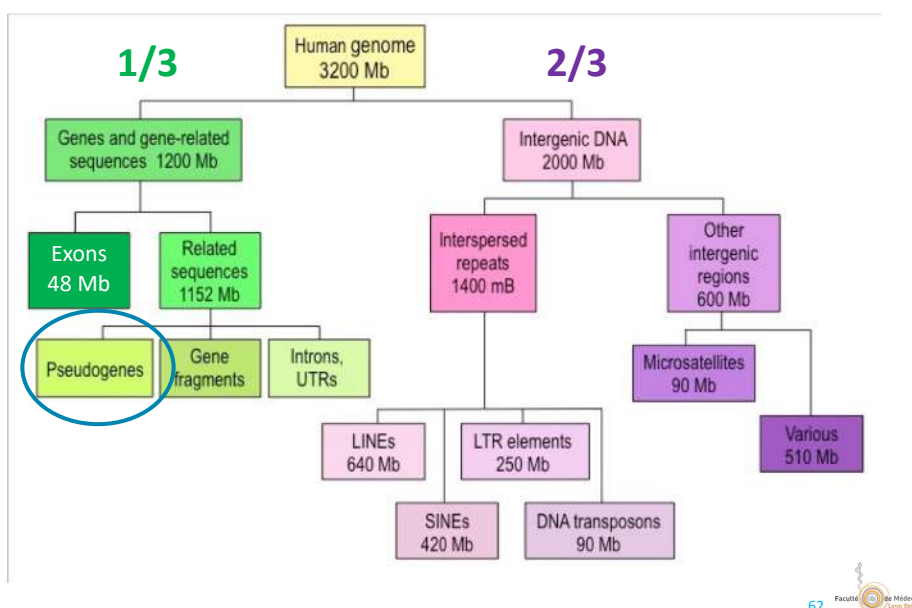 Human genome
3200 Mb
1/3
2/3
Genes and gene-related
sequences 1200 Mb
Intergenic DNA
2000 Mb
Exons
48 Mb
Related
sequences
1152 Mb
Interspersed
repeats
1400 mB
Other
intergenic
regions
600 Mb
Pseudogenes
Gene
fragments
Introns,
UTRs
Microsatellites
90 Mb
LINEs
640 Mb
LTR elements
250 Mb
Various
510 Mb
SINEs
420 Mb
DNA transposons
90 Mb
62
Faculté de Médec